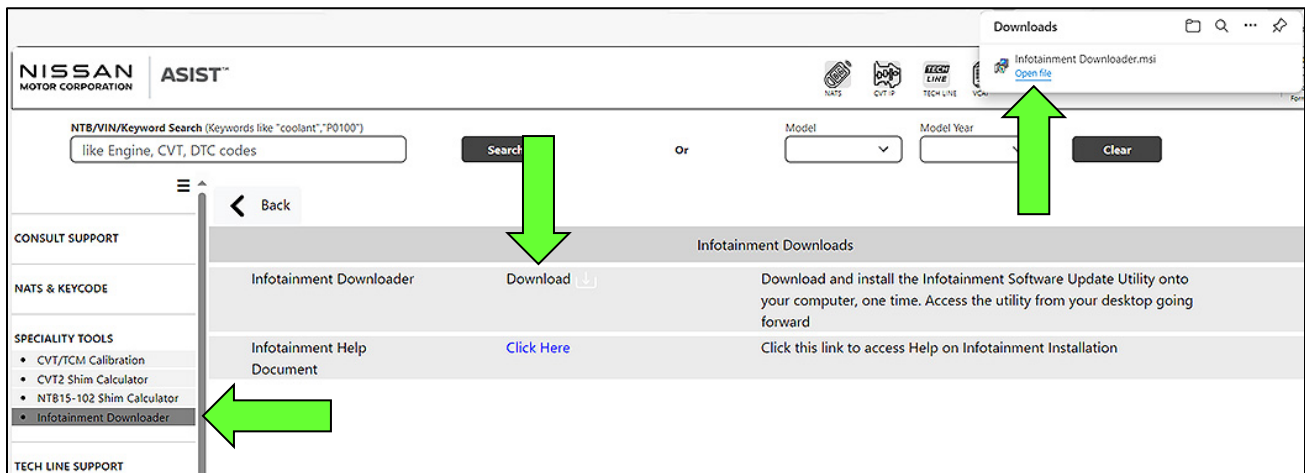 Downloads
Infotainment Downloader.msi
Open file
NISSAN
MOTOR CORPORATION
ASIST™
NATS
CVT IP
TECH LINE
TECH LINE
NTB/VIN/Keyword Search (Keywords like "coolant","P0100")
like Engine, CVT, DTC codes
Search
Or
Model
Model Year
Clear
Back
CONSULT SUPPORT
NATS & KEYCODE
SPECIALITY TOOLS
• CVT/TCM Calibration
• CVT2 Shim Calculator
• NTB15-102 Shim Calculator
• Infotainment Downloader
TECH LINE SUPPORT
Infotainment Downloads
Infotainment Downloader
Download
Download and install the Infotainment Software Update Utility onto
your computer, one time. Access the utility from your desktop going
forward
Infotainment Help
Document
Click Here
Click this link to access Help on Infotainment Installation